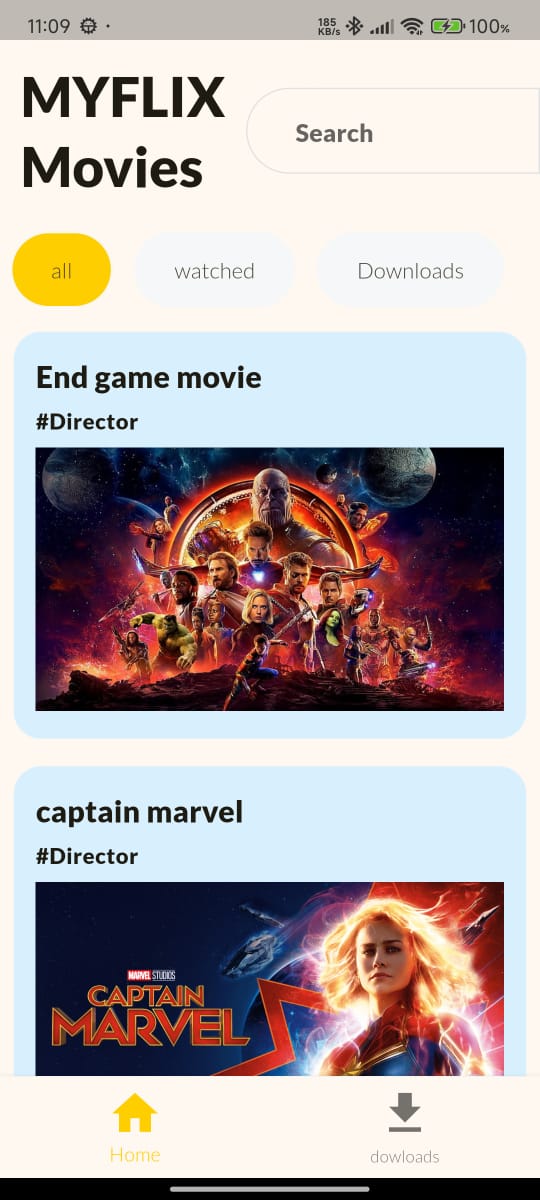 11:09
185 KB/s
100%
MYFLIX
Movies
Search
all
watched
Downloads
End game movie
#Director
captain marvel
#Director
MARVEL STUDIOS
CAPTAIN
MARVEL
Home
dowloads